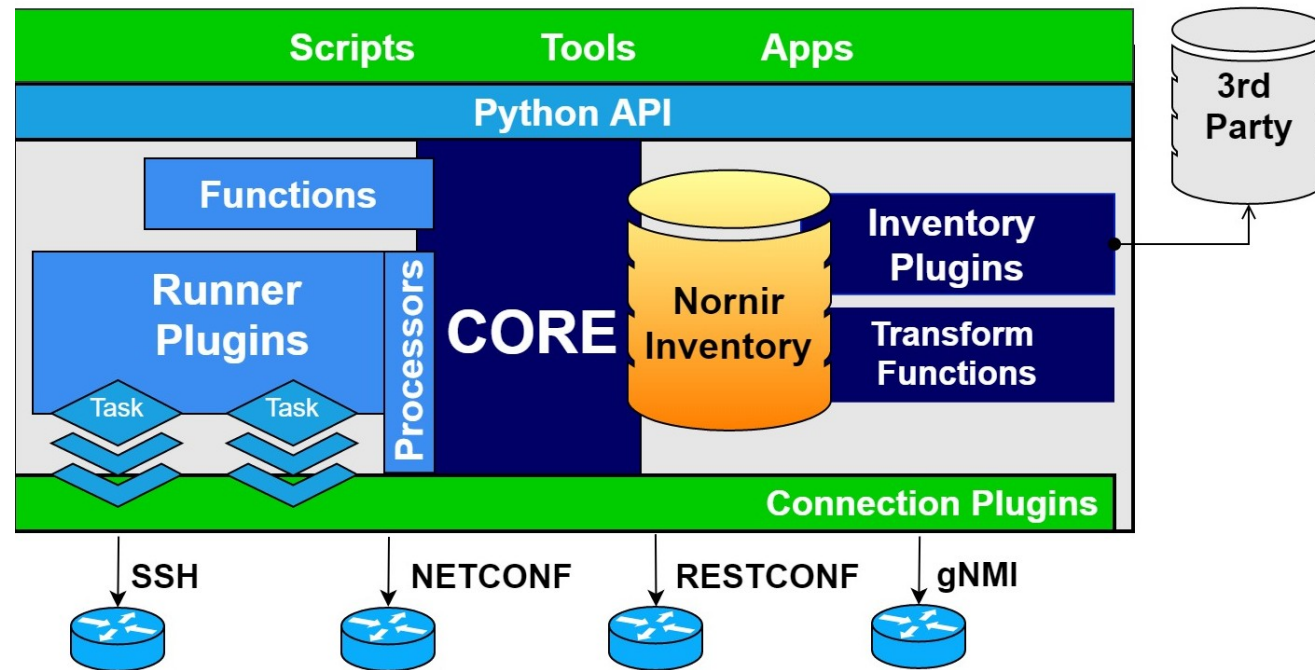 Scripts Tools Apps
Python API
3rd
Party
Functions
Inventory
Plugins
Runner
Plugins
Processors
CORE
Nornir
Inventory
Transform
Functions
Task Task
Connection Plugins
SSH NETCONF RESTCONF gNMI